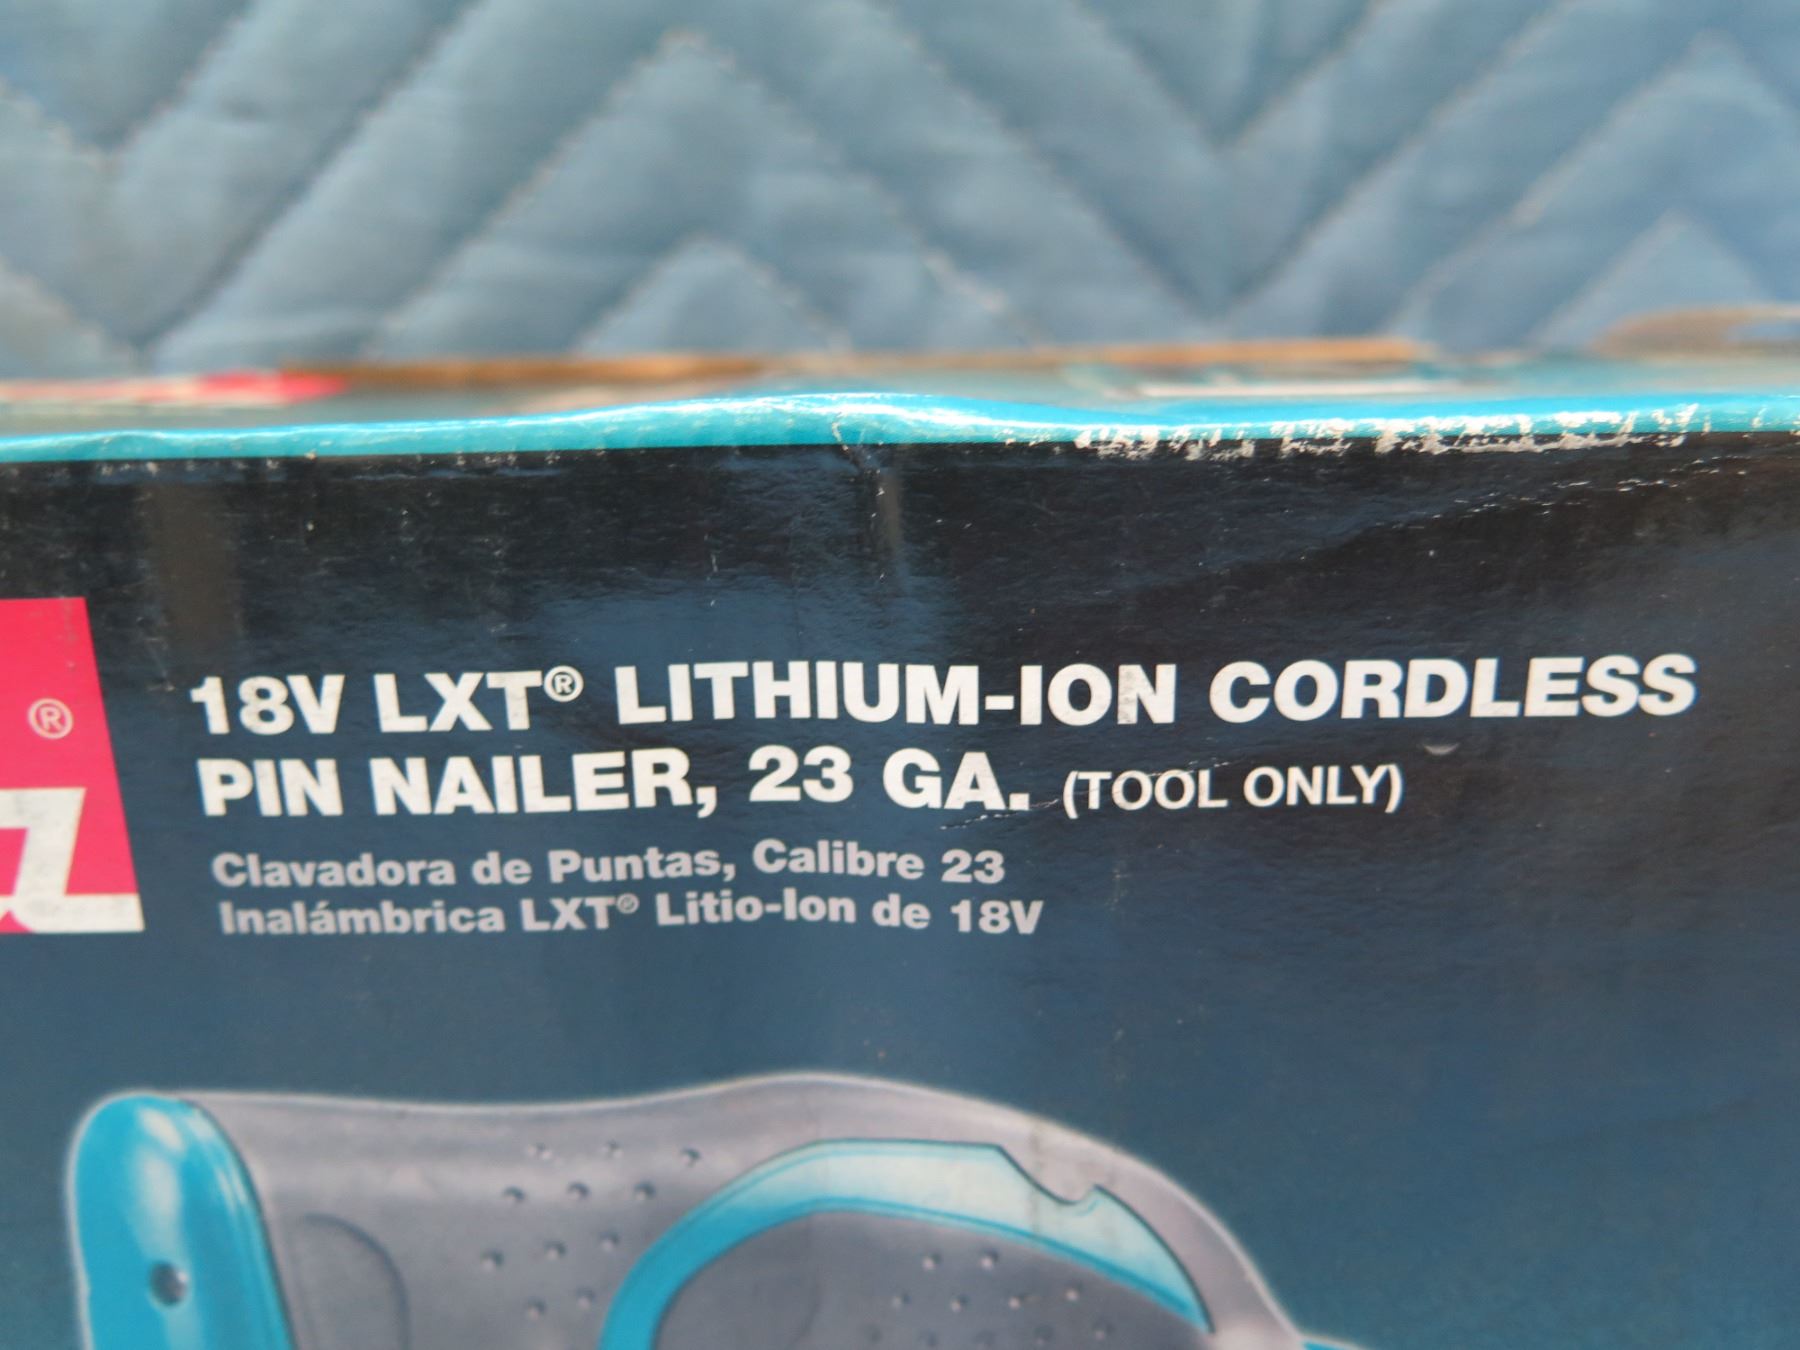 18V LXT® LITHIUM-ION CORDLESS
PIN NAILER, 23 GA. (TOOL ONLY)
Clavadora de Puntas, Calibre 23
Inalámbrica LXT® Litio-Ion de 18V
®